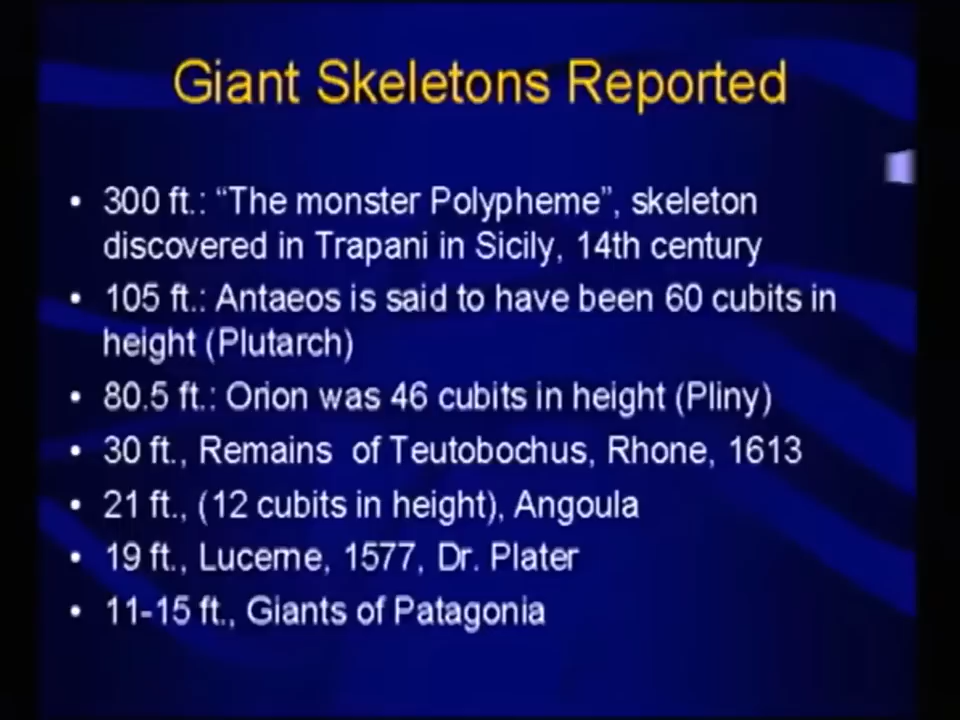 Giant Skeletons Reported
• 300 ft.: “The monster Polypheme”, skeleton
discovered in Trapani in Sicily, 14th century
• 105 ft.: Antaeos is said to have been 60 cubits in
height (Plutarch)
• 80.5 ft.: Orion was 46 cubits in height (Pliny)
• 30 ft., Remains  of Teutobochus, Rhone, 1613
• 21 ft., (12 cubits in height), Angoula
• 19 ft., Lucerne, 1577, Dr. Plater
• 11-15 ft., Giants of Patagonia